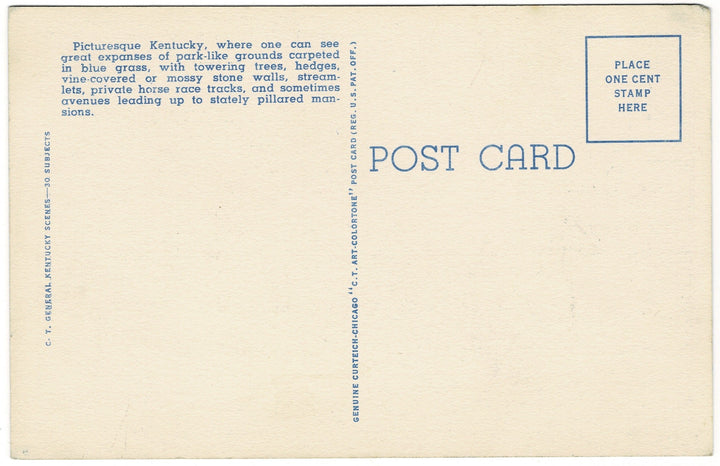 Picturesque Kentucky, where one can see
great expanses of park-like grounds carpeted
in blue grass, with towering trees, hedges,
vine-covered or mossy stone walls, stream-
lets, private horse race tracks, and sometimes
avenues leading up to stately pillared man-
sions.
C. T. GENERAL KENTUCKY SCENES—30 SUBJECTS
GENUINE CURTEICH-CHICAGO "C.T. ART-COLORTONE" POST CARD (REG. U.S. PAT. OFF.)
POST CARD
PLACE
ONE CENT
STAMP
HERE